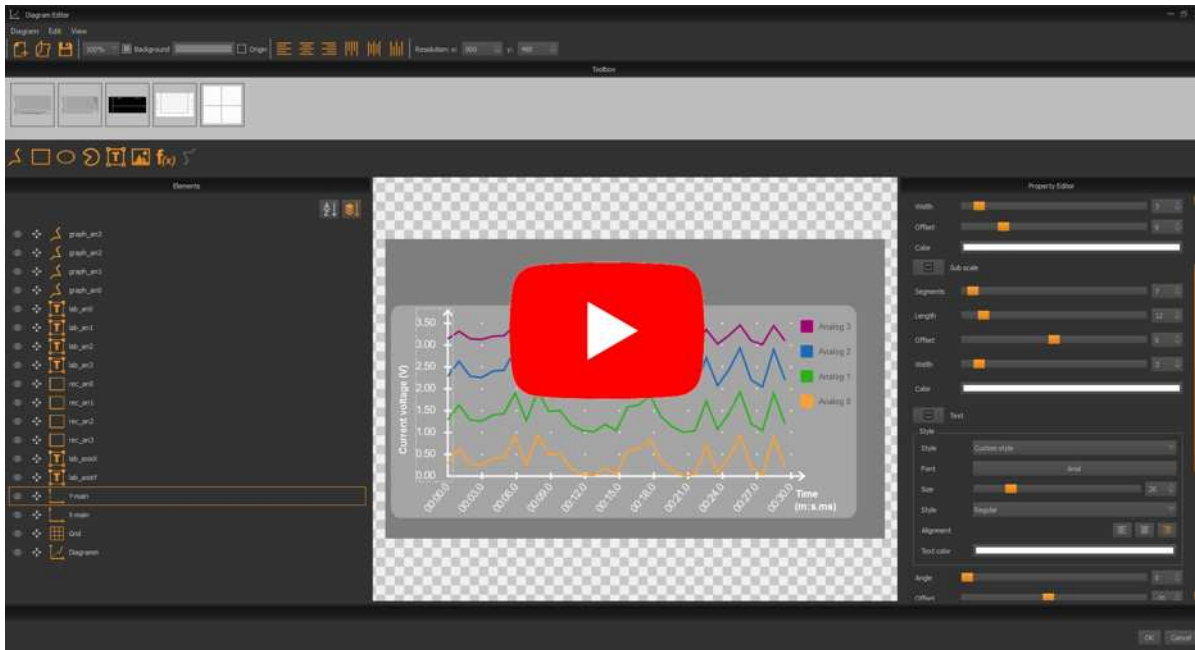 Diagram Editor
Diagram Edit View
100% Background Origin Resolution: x: 800 y: 480
Toolbox
T f(x)
Elements
Property Editor
graph_an3
graph_an2
graph_an1
graph_an0
lab_an0
lab_an1
lab_an2
lab_an3
rec_an0
rec_an1
rec_an2
rec_an3
lab_assoX
lab_assoY
Y-main
X-main
Grid
Diagramm
3.50
3.00
2.50
2.00
1.50
1.00
0.50
0.00
Current voltage (V)
00:00.0 00:03.0 00:06.0 00:09.0 00:12.0 00:15.0 00:18.0 00:21.0 00:24.0 00:27.0 00:30.0
Time
(m:s.ms)
Analog 3
Analog 2
Analog 1
Analog 0
Width
Offset
Color
Sub scale
Segments
Length 12
Offset
Width
Color
Text
Style
Style Custom style
Font Arial
Size
Style Regular
Alignment
Text color
Angle
Offset
OK Cancel